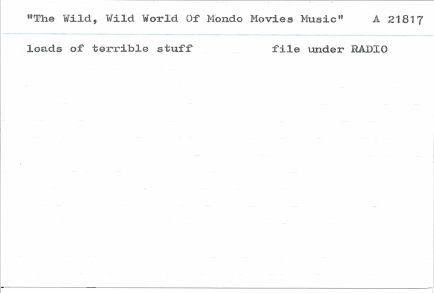 "The Wild, Wild World Of Mondo Movies Music" A 21817
loads of terrible stuff file under RADIO